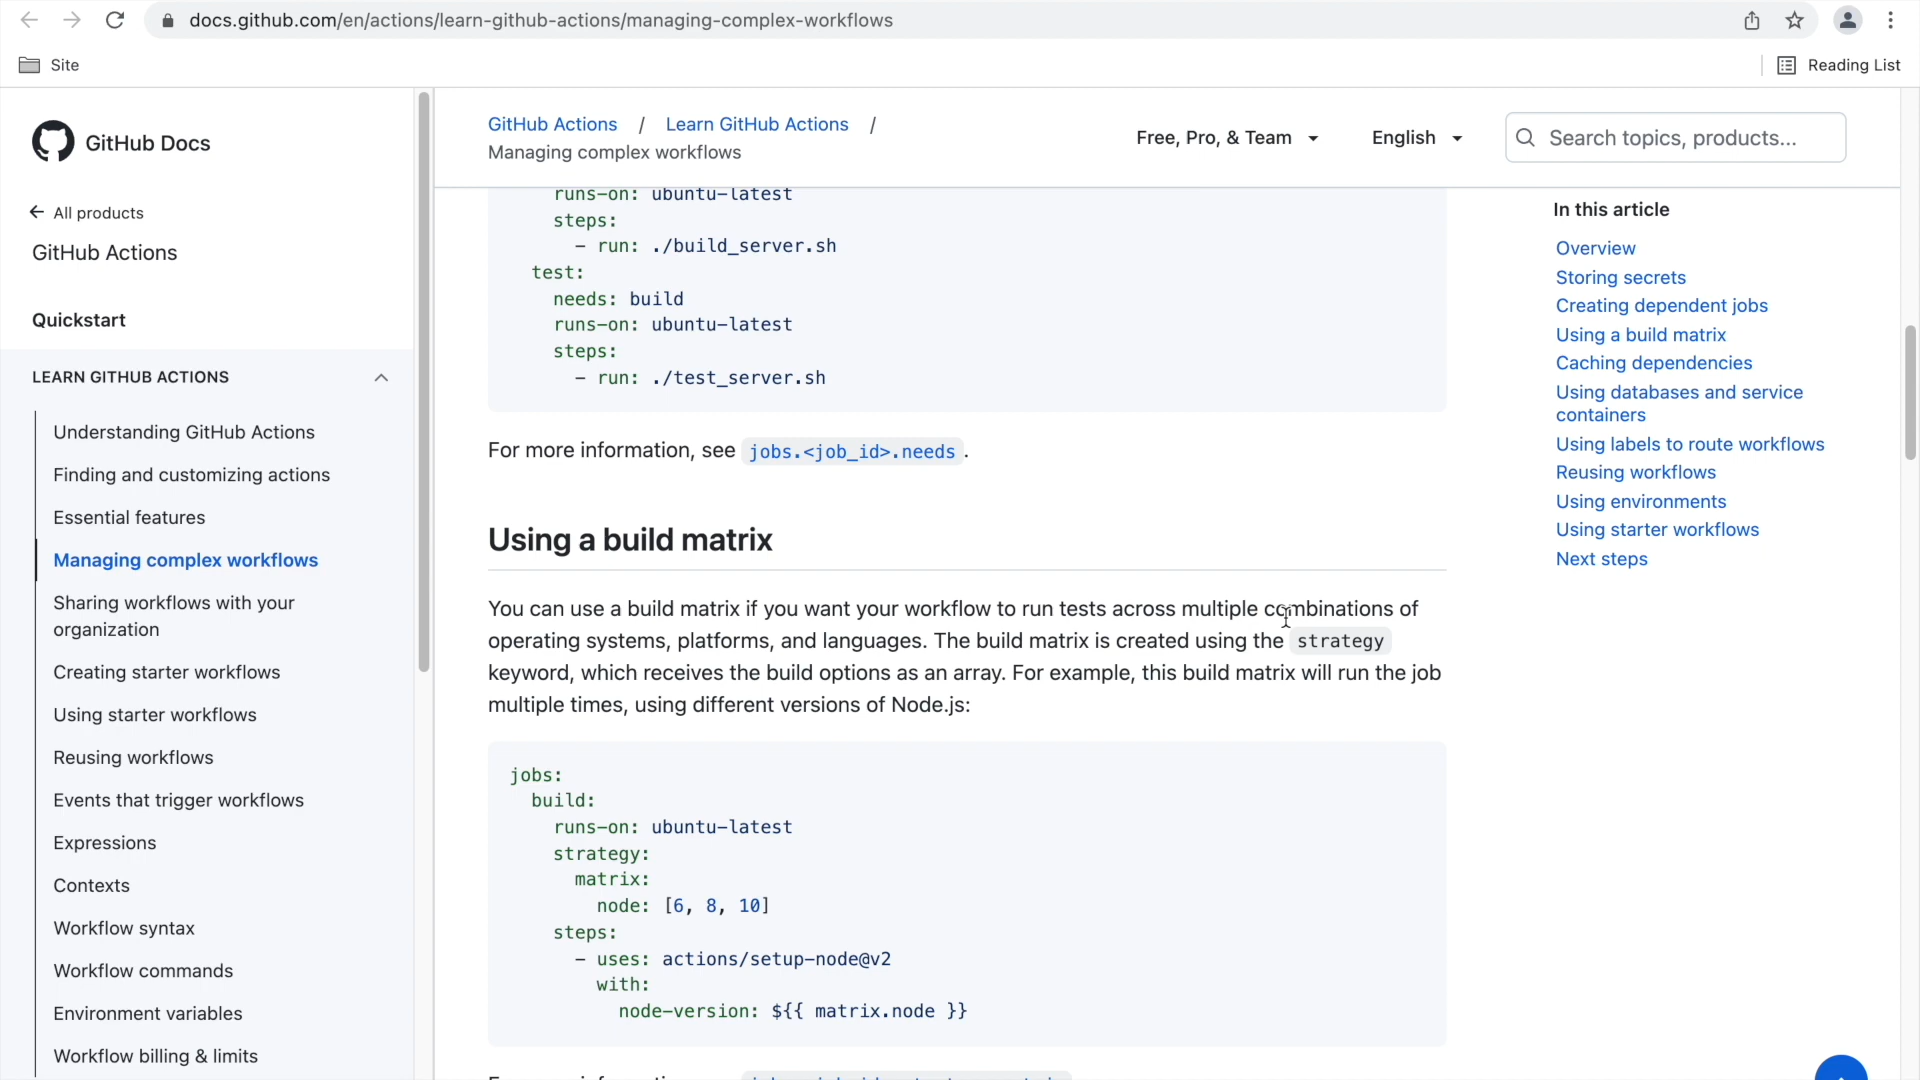 docs.github.com/en/actions/learn-github-actions/managing-complex-workflows
Site
Reading List
GitHub Docs
All products
GitHub Actions
Quickstart
LEARN GITHUB ACTIONS
Understanding GitHub Actions
Finding and customizing actions
Essential features
Managing complex workflows
Sharing workflows with your
organization
Creating starter workflows
Using starter workflows
Reusing workflows
Events that trigger workflows
Expressions
Contexts
Workflow syntax
Workflow commands
Environment variables
Workflow billing & limits
GitHub Actions / Learn GitHub Actions /
Managing complex workflows
Free, Pro, & Team
English
Search topics, products...
runs-on: ubuntu-latest
steps:
- run: ./build_server.sh
test:
needs: build
runs-on: ubuntu-latest
steps:
- run: ./test_server.sh
For more information, see jobs.<job_id>.needs.
Using a build matrix
You can use a build matrix if you want your workflow to run tests across multiple combinations of
operating systems, platforms, and languages. The build matrix is created using the strategy
keyword, which receives the build options as an array. For example, this build matrix will run the job
multiple times, using different versions of Node.js:
jobs:
build:
runs-on: ubuntu-latest
strategy:
matrix:
node: [6, 8, 10]
steps:
- uses: actions/setup-node@v2
with:
node-version: ${{ matrix.node }}
In this article
Overview
Storing secrets
Creating dependent jobs
Using a build matrix
Caching dependencies
Using databases and service
containers
Using labels to route workflows
Reusing workflows
Using environments
Using starter workflows
Next steps